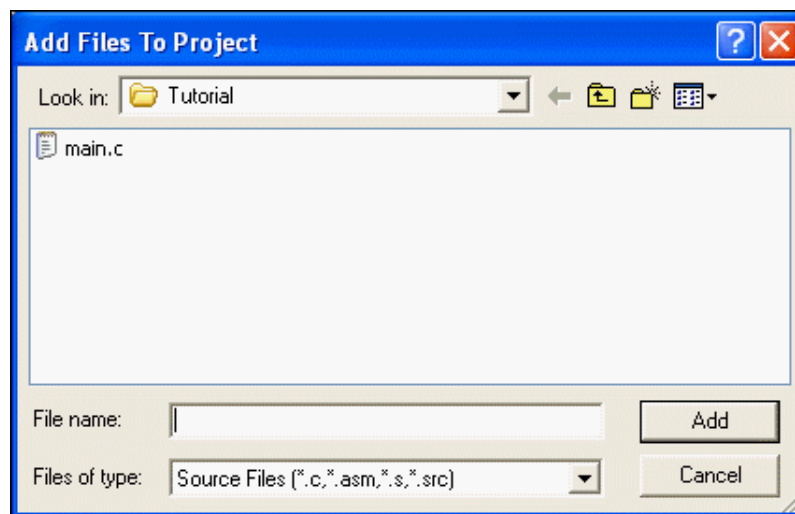 Add Files To Project
Look in: Tutorial
main.c
File name: Add
Files of type: Source Files (*.c,*.asm,*.s,*.src) Cancel